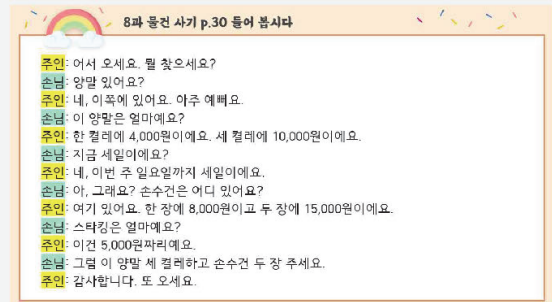 8과 물건 사기 p.30 들어 봅시다
주인: 어서 오세요. 뭘 찾으세요?
손님: 양말 있어요?
주인: 네, 이쪽에 있어요. 아주 예뻐요.
손님: 이 양말은 얼마예요?
주인: 한 켤레에 4,000원이에요. 세 켤레에 10,000원이에요.
손님: 지금 세일이에요?
주인: 네, 이번 주 일요일까지 세일이에요.
손님: 아, 그래요? 손수건은 어디 있어요?
주인: 여기 있어요. 한 장에 8,000원이고 두 장에 15,000원이에요.
손님: 스타킹은 얼마예요?
주인: 이건 5,000원짜리예요.
손님: 그럼 이 양말 세 켤레하고 손수건 두 장 주세요.
주인: 감사합니다. 또 오세요.